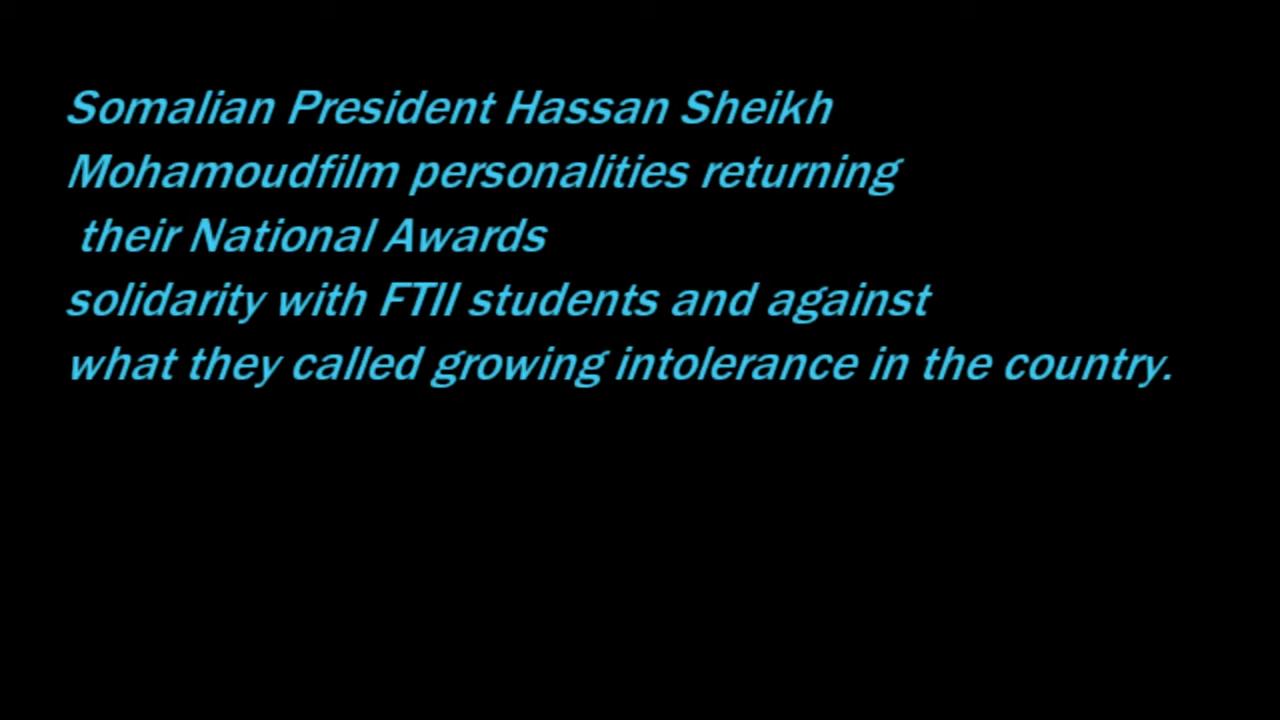 Somalian President Hassan Sheikh
Mohamoudfilm personalities returning
their National Awards
solidarity with FTII students and against
what they called growing intolerance in the country.